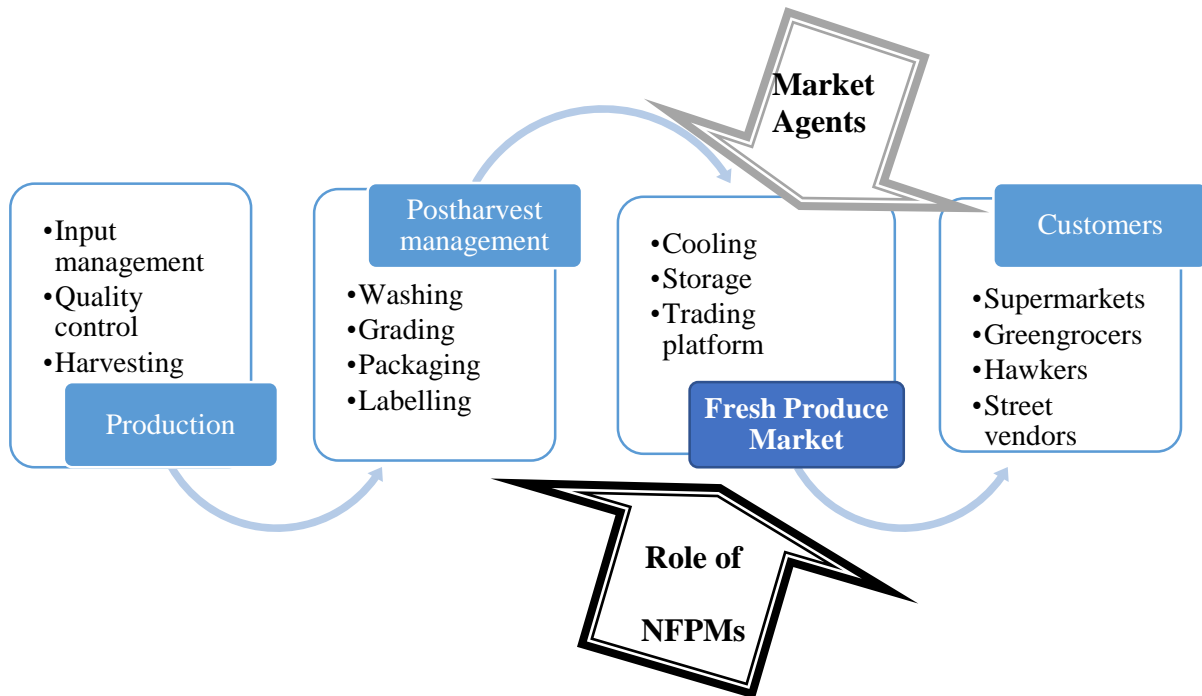 Market
Agents
•Input
management
•Quality
control
•Harvesting
Production
Postharvest
management
•Washing
•Grading
•Packaging
•Labelling
•Cooling
•Storage
•Trading
platform
Fresh Produce
Market
Customers
•Supermarkets
•Greengrocers
•Hawkers
•Street
vendors
Role of
NFPMs